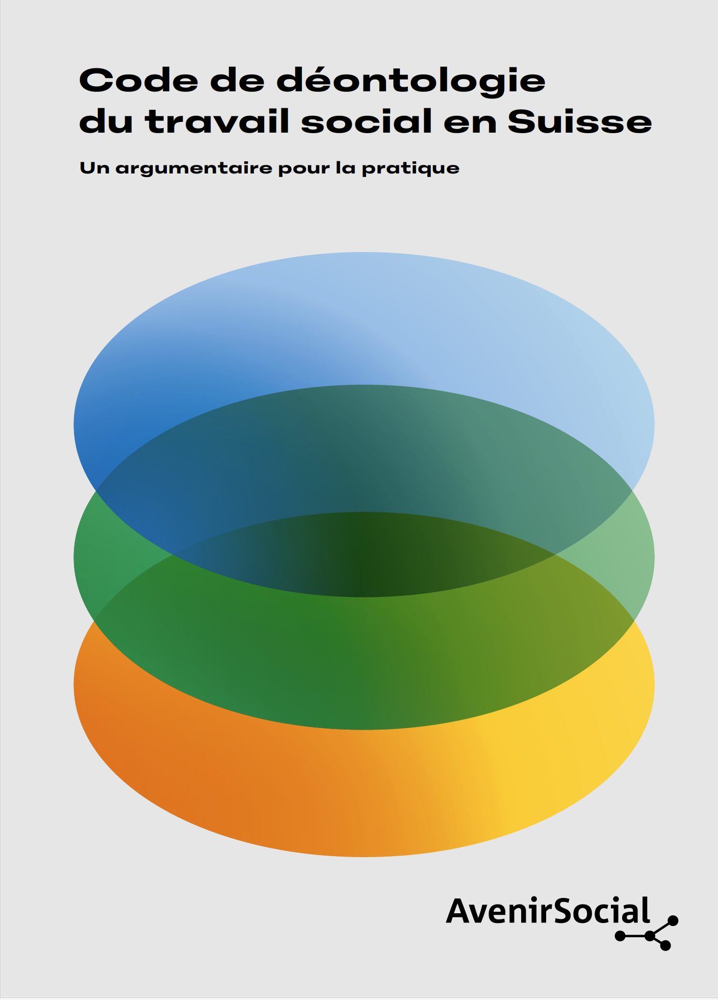 Code de déontologie
du travail social en Suisse
Un argumentaire pour la pratique
AvenirSocial